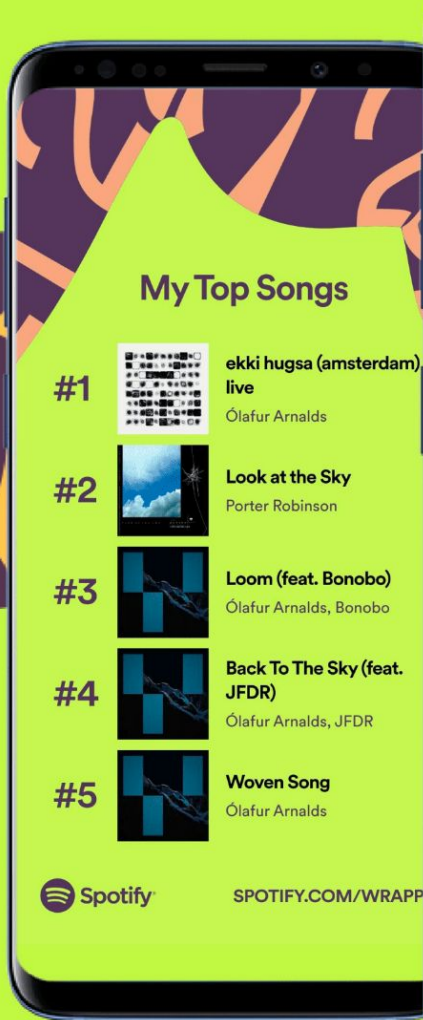 My Top Songs
#1
ekki hugsa (amsterdam)
live
Ólafur Arnalds
#2
Look at the Sky
Porter Robinson
#3
Loom (feat. Bonobo)
Ólafur Arnalds, Bonobo
#4
Back To The Sky (feat.
JFDR)
Ólafur Arnalds, JFDR
#5
Woven Song
Ólafur Arnalds
Spotify
SPOTIFY.COM/WRAPP